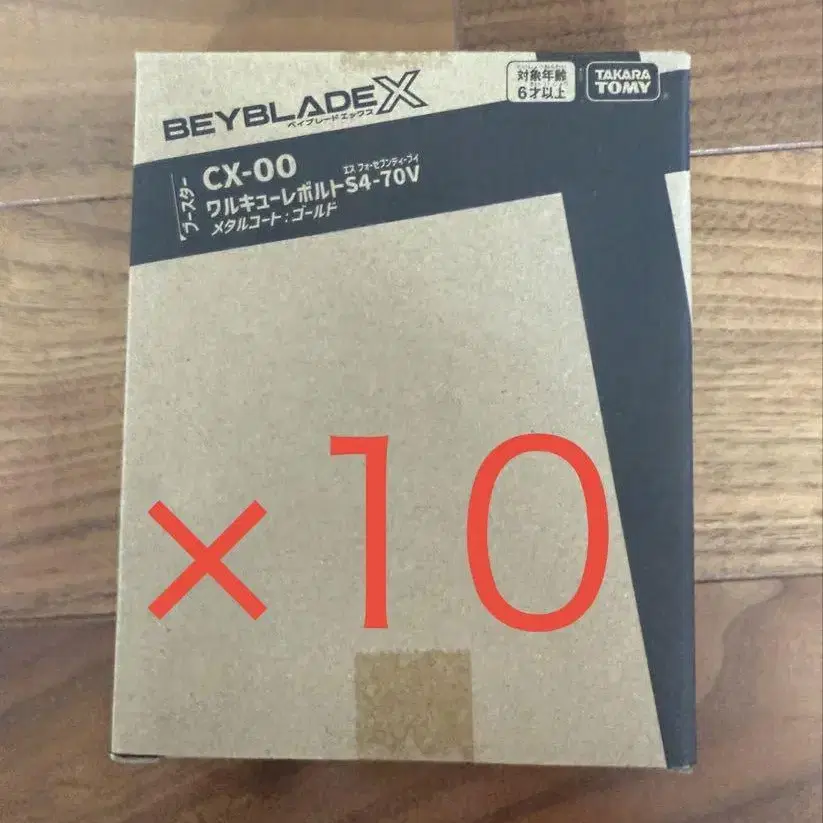 対象年齢
6才以上
TAKARA
TOMY
BEYBLADE X
ベイブレードエックス
ブースター
CX-00
エス フォーセブンティーブイ
ワルキューレボルトS4-70V
メタルコート:ゴールド
×10